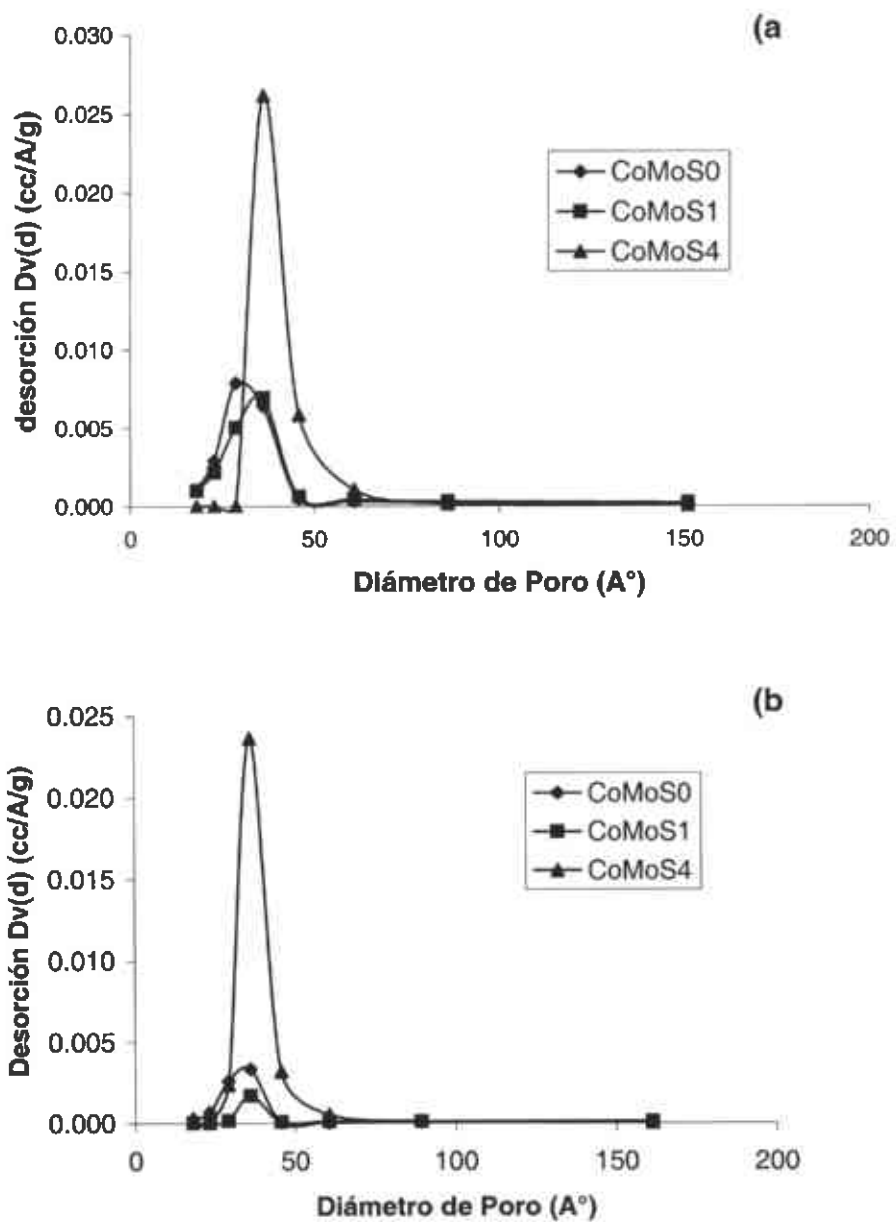 (a
0.030
0.025
0.020
0.015
0.010
0.005
0.000
desorción Dv(d) (cc/A/g)
CoMoS0
CoMoS1
CoMoS4
0 50 100 150 200
Diámetro de Poro (A°)
(b
0.025
0.020
0.015
0.010
0.005
0.000
Desorción Dv(d) (cc/A/g)
CoMoS0
CoMoS1
CoMoS4
0 50 100 150 200
Diámetro de Poro (A°)